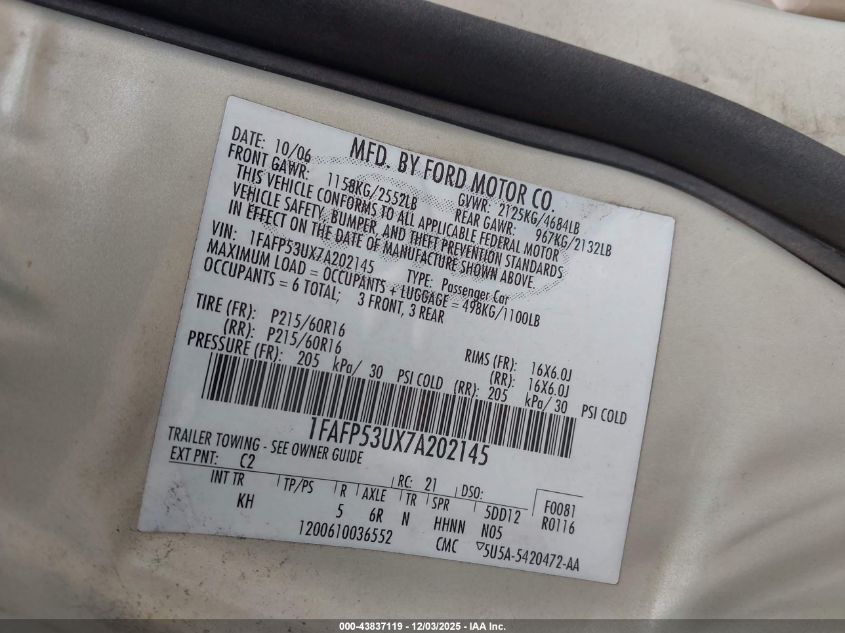 MFD. BY FORD MOTOR CO.
DATE: 10/06 GVWR: 2125KG/4684LB
FRONT GAWR: 1158KG/2552LB REAR GAWR: 967KG/2132LB
THIS VEHICLE CONFORMS TO ALL APPLICABLE FEDERAL MOTOR
VEHICLE SAFETY, BUMPER, AND THEFT PREVENTION STANDARDS
IN EFFECT ON THE DATE OF MANUFACTURE SHOWN ABOVE.
VIN: 1FAFP53UX7A202145 TYPE: Passenger Car
MAXIMUM LOAD = OCCUPANTS + LUGGAGE = 498KG/1100LB
OCCUPANTS = 6 TOTAL; 3 FRONT, 3 REAR
TIRE (FR): P215/60R16 RIMS (FR): 16X6.0J
(RR): P215/60R16 (RR): 16X6.0J
PRESSURE (FR): 205 kPa/ 30 PSI COLD (RR): 205 kPa/ 30 PSI COLD
1FAFP53UX7A202145
TRAILER TOWING - SEE OWNER GUIDE
EXT PNT: C2 RC: 21 DSO: F0081
INT TR TP/PS R AXLE TR SPR 5DD12 R0116
KH 5 6R N HHNN N05
1200610036552 CMC ▽5U5A-5420472-AA
000-43837119 - 12/03/2025 - IAA Inc.